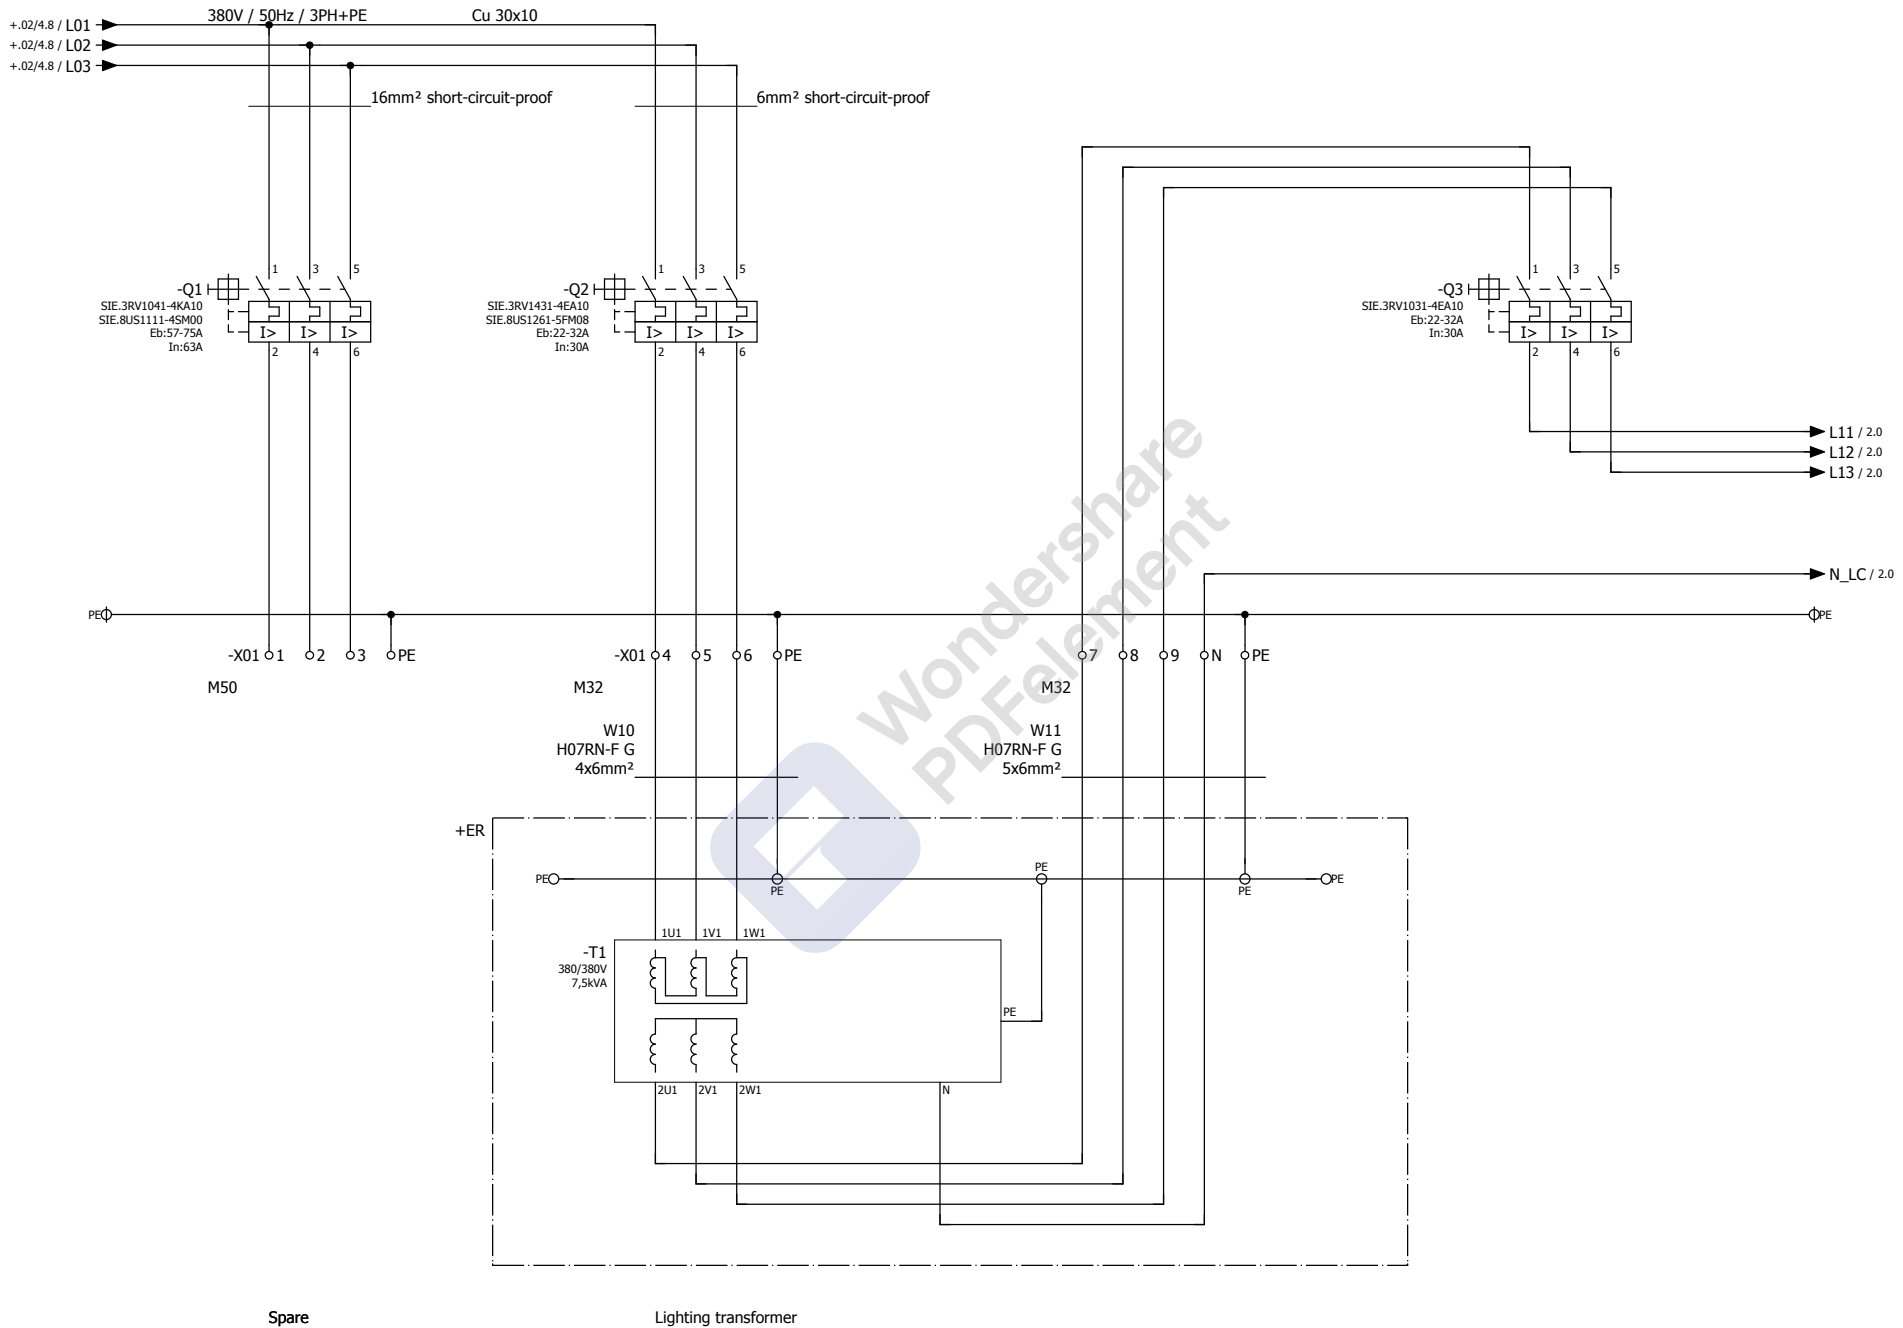 380V / 50Hz / 3PH+PE Cu 30x10
+.02/4.8 / L01
+.02/4.8 / L02
+.02/4.8 / L03
16mm² short-circuit-proof 6mm² short-circuit-proof
1 3 5 1 3 5 1 3 5
-Q1
SIE.3RV1041-4KA10
SIE.8US1111-4SM00
Eb:57-75A
In:63A
I> I> I>
2 4 6
-Q2
SIE.3RV1431-4EA10
SIE.8US1261-5FM08
Eb:22-32A
In:30A
I> I> I>
2 4 6
-Q3
SIE.3RV1031-4EA10
Eb:22-32A
In:30A
I> I> I>
2 4 6
L11 / 2.0
L12 / 2.0
L13 / 2.0
N_LC / 2.0
PE PE
-X01 1 2 3 PE -X01 4 5 6 PE 7 8 9 N PE
M50 M32 M32
W10
H07RN-F G
4x6mm²
W11
H07RN-F G
5x6mm²
+ER
PE PE PE PE PE
1U1 1V1 1W1
-T1
380/380V
7,5kVA
PE
2U1 2V1 2W1 N
Spare Lighting transformer
Wondershare
PDFelement